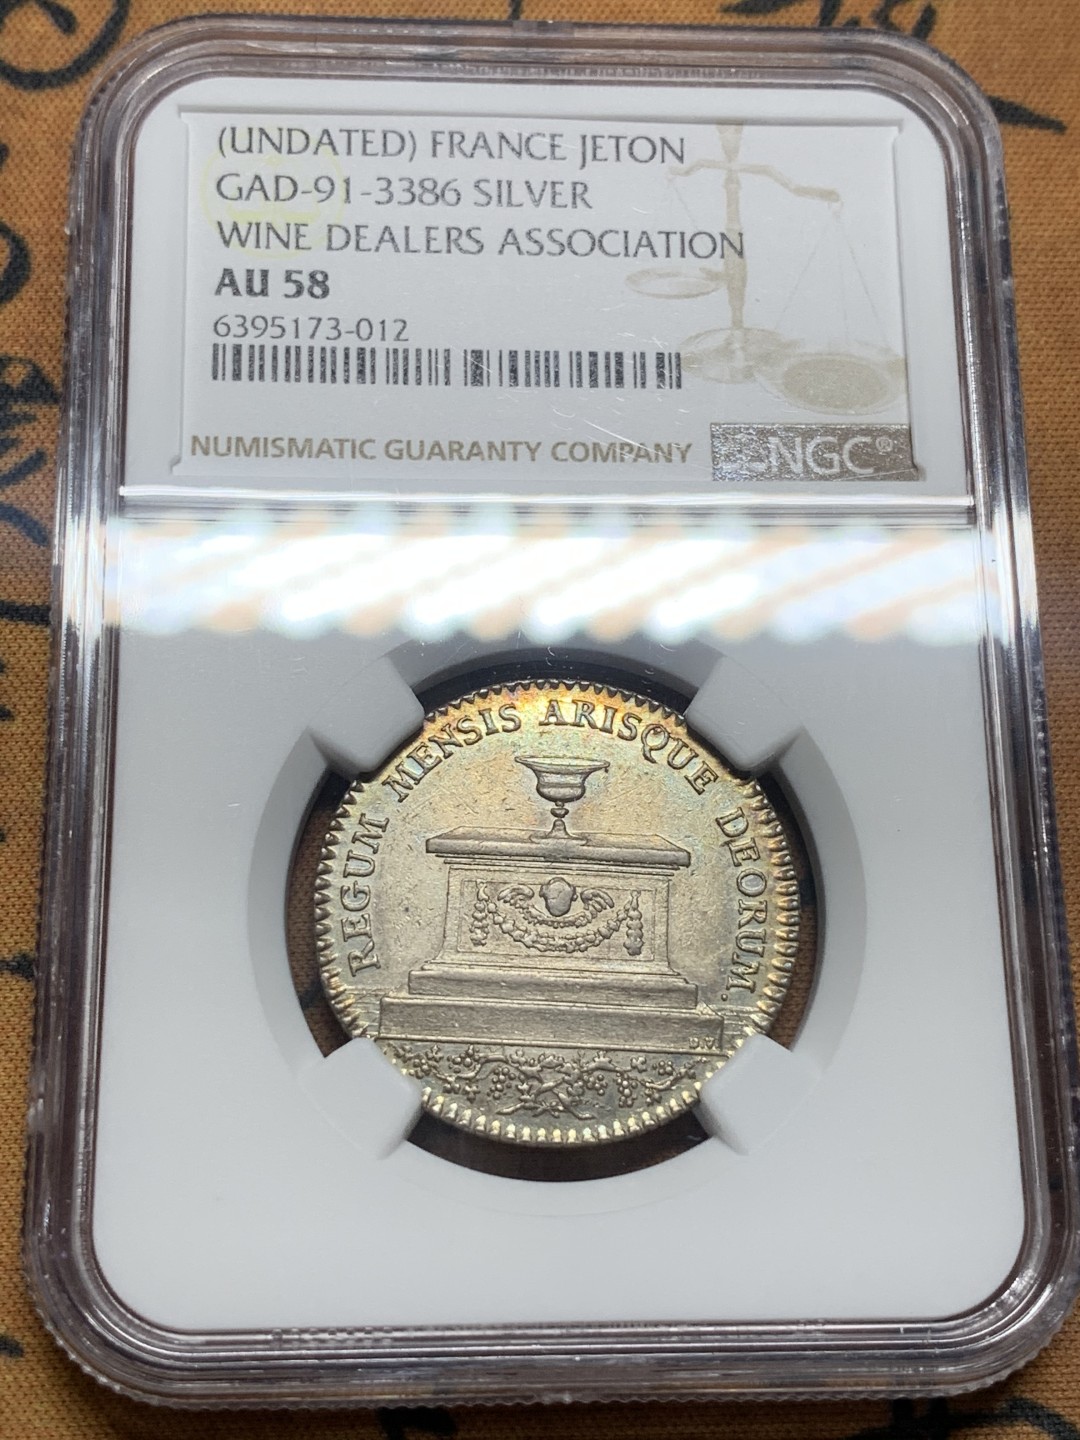 (UNDATED) FRANCE JETON
GAD-91-3386 SILVER
WINE DEALERS ASSOCIATION
AU 58
6395173-012
NUMISMATIC GUARANTY COMPANY
NGC®
REGUM MENSIS ARISQUE DEORUM.
D.V